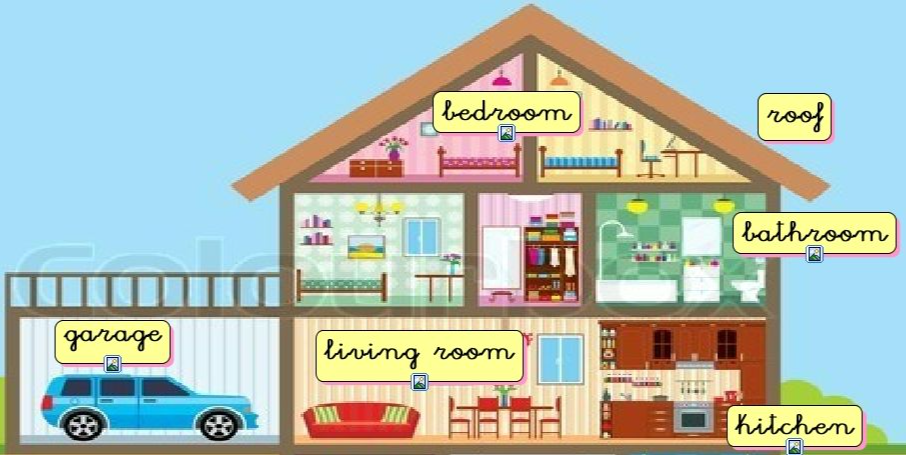 bedroom
roof
bathroom
garage
living room
kitchen